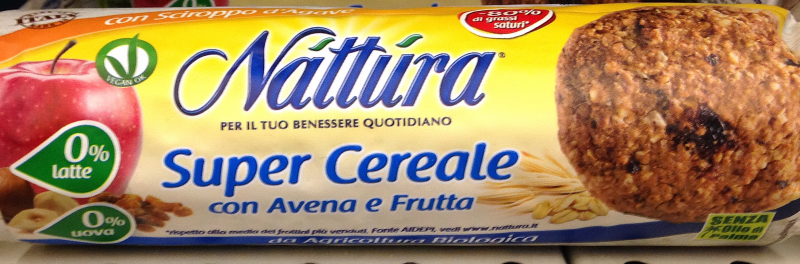 con Sciroppo d'Agave
-80%
di grassi
saturi*
VEGAN OK
Náttúra®
PER IL TUO BENESSERE QUOTIDIANO
0%
latte
Super Cereale
con Avena e Frutta
0%
uova
SENZA
Olio di
Palma
*rispetto alla media dei frollini più venduti. Fonte AIDEPI, vedi www.nattura.it
da Agricoltura Biologica